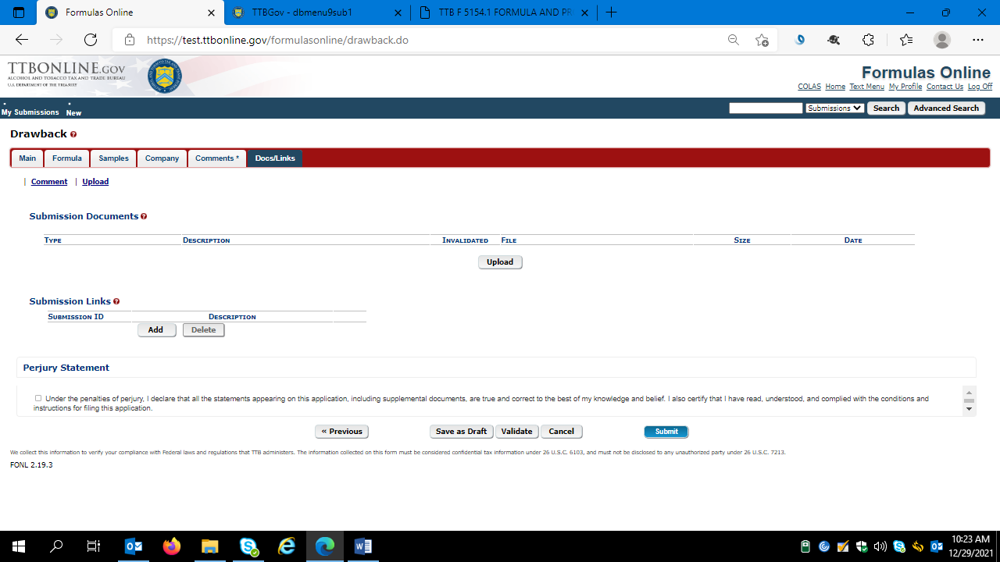 Formulas Online
TTBGov - dbmenu9sub1
TTB F 5154.1 FORMULA AND PR
https://test.ttbonline.gov/formulasonline/drawback.do
TTBONLINE.GOV
ALCOHOL AND TOBACCO TAX AND TRADE BUREAU
U.S. DEPARTMENT OF THE TREASURY
Formulas Online
COLAS Home Text Menu My Profile Contact Us Log Off
My Submissions New
Submissions Search Advanced Search
Drawback
Main Formula Samples Company Comments * Docs/Links
| Comment | Upload
Submission Documents
TYPE DESCRIPTION INVALIDATED FILE SIZE DATE
Upload
Submission Links
SUBMISSION ID DESCRIPTION
Add Delete
Perjury Statement
Under the penalties of perjury, I declare that all the statements appearing on this application, including supplemental documents, are true and correct to the best of my knowledge and belief. I also certify that I have read, understood, and complied with the conditions and
instructions for filing this application.
« Previous Save as Draft Validate Cancel Submit
We collect this information to verify your compliance with Federal laws and regulations that TTB administers. The information collected on this form must be considered confidential tax information under 26 U.S.C. 6103, and must not be disclosed to any unauthorized party under 26 U.S.C. 7213.
FONL 2.19.3
10:23 AM
12/29/2021